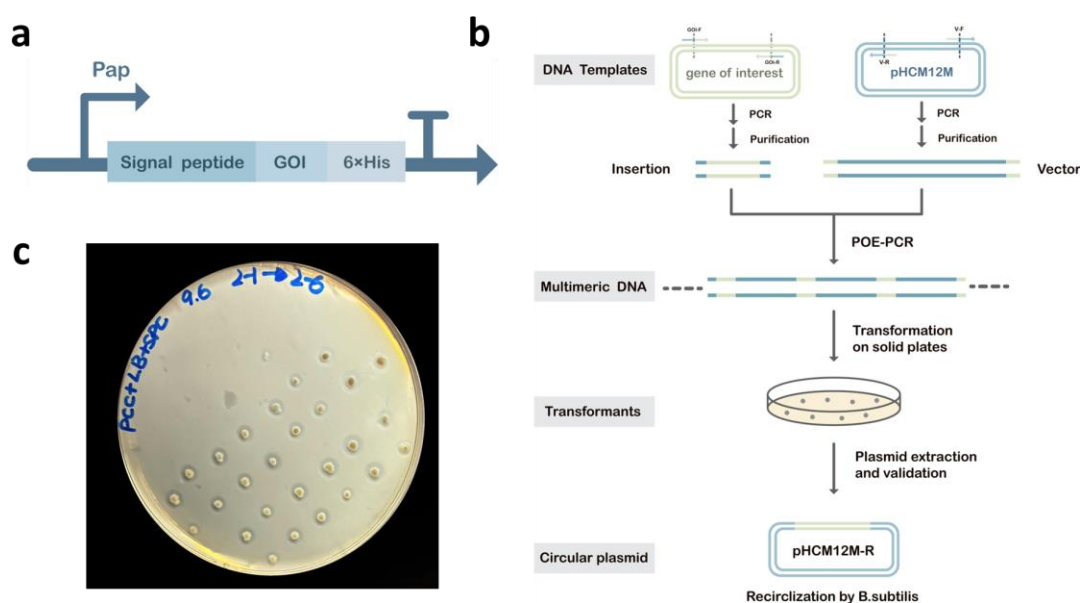 a
Pap
Signal peptide
GOI
6×His
b
DNA Templates
GOI-F
GOI-R
gene of interest
V-F
V-R
pHCM12M
PCR
PCR
Purification
Purification
Insertion
Vector
POE-PCR
Multimeric DNA
Transformation
on solid plates
Transformants
Plasmid extraction
and validation
Circular plasmid
pHCM12M-R
Recirclization by B.subtilis
c
9.6 2-1→2-6
PCC+LB+SPC